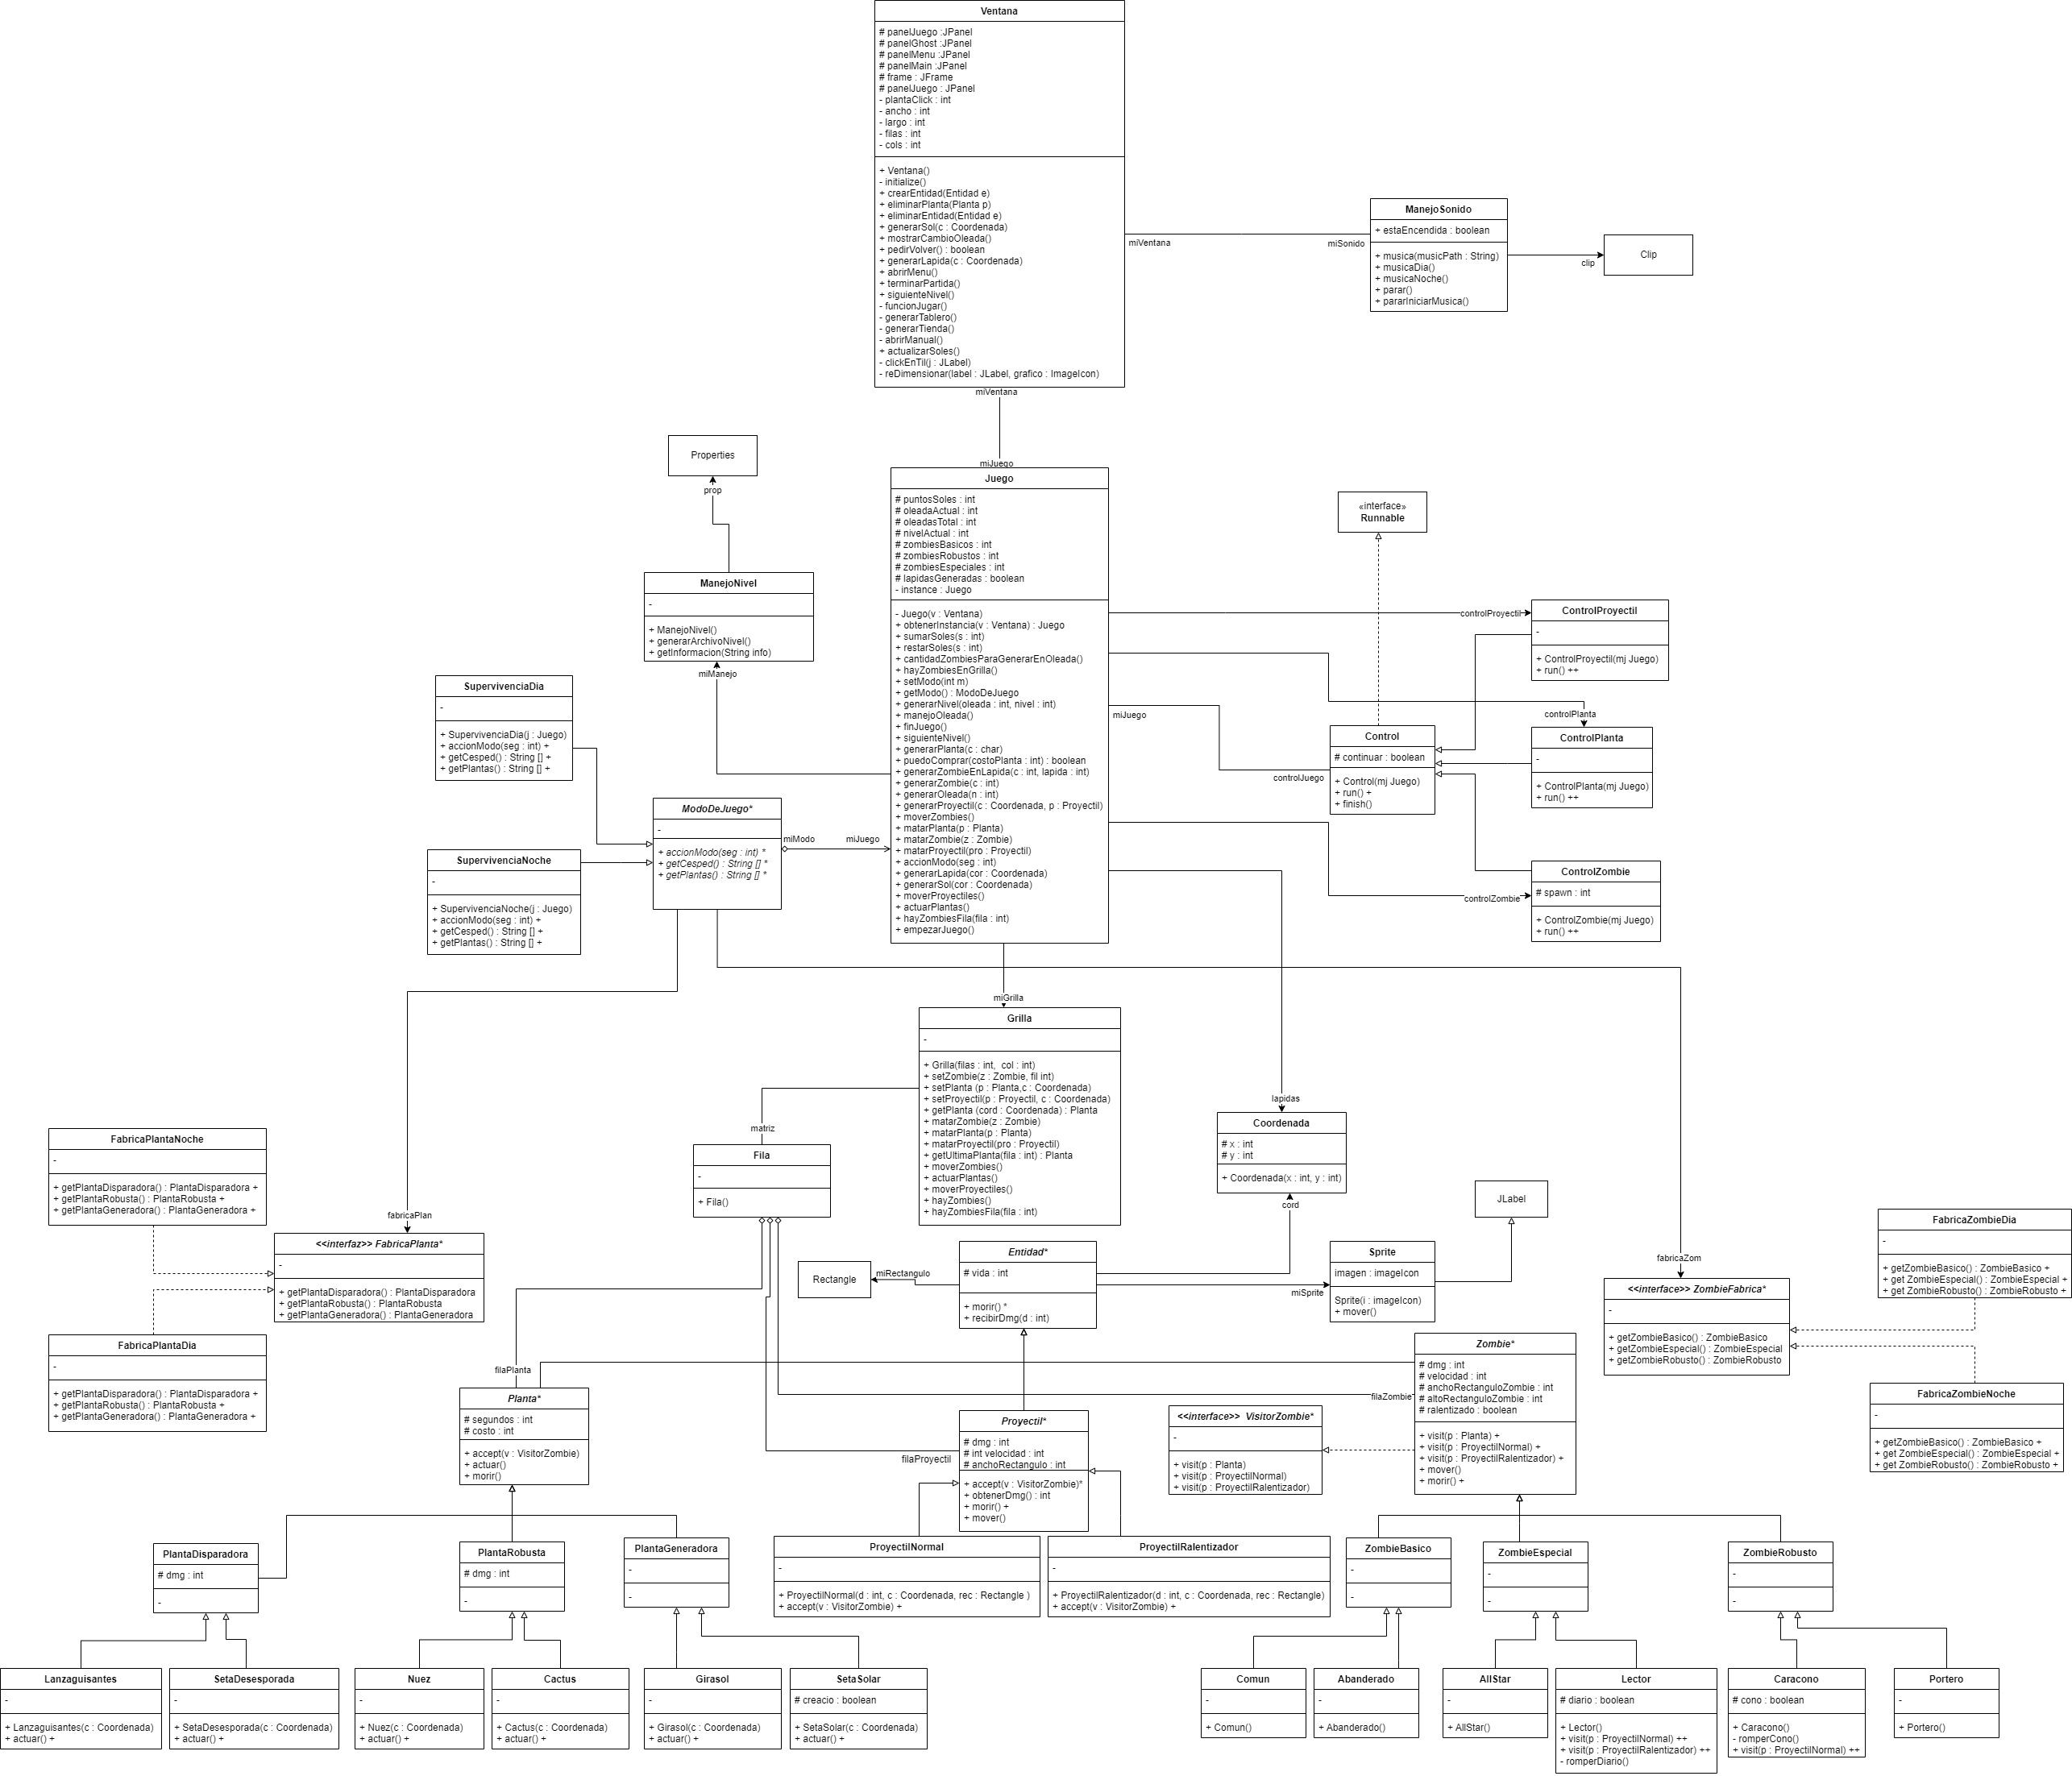 Ventana
# panelJuego :JPanel
# panelGhost :JPanel
# panelMenu :JPanel
# panelMain :JPanel
# frame : JFrame
# panelJuego : JPanel
- plantaClick : int
- ancho : int
- largo : int
- filas : int
- cols : int
+ Ventana()
- initialize()
+ crearEntidad(Entidad e)
+ eliminarPlanta(Planta p)
+ eliminarEntidad(Entidad e)
+ generarSol(c : Coordenada)
+ mostrarCambioOleada()
+ pedirVolver() : boolean
+ generarLapida(c : Coordenada)
+ abrirMenu()
+ terminarPartida()
+ siguienteNivel()
- funcionJugar()
- generarTablero()
- generarTienda()
- abrirManual()
+ actualizarSoles()
- clickEnTil(j : JLabel)
- reDimensionar(label : JLabel, grafico : ImageIcon)
miVentana
miSonido
ManejoSonido
+ estaEncendida : boolean
+ musica(musicPath : String)
+ musicaDia()
+ musicaNoche()
+ parar()
+ pararIniciarMusica()
clip
Clip
miVentana
miJuego
Properties
prop
ManejoNivel
-
+ ManejoNivel()
+ generarArchivoNivel()
+ getInformacion(String info)
miManejo
Juego
# puntosSoles : int
# oleadaActual : int
# oleadasTotal : int
# nivelActual : int
# zombiesBasicos : int
# zombiesRobustos : int
# zombiesEspeciales : int
# lapidasGeneradas : boolean
- instance : Juego
- Juego(v : Ventana)
+ obtenerInstancia(v : Ventana) : Juego
+ sumarSoles(s : int)
+ restarSoles(s : int)
+ cantidadZombiesParaGenerarEnOleada()
+ hayZombiesEnGrilla()
+ setModo(int m)
+ getModo() : ModoDeJuego
+ generarNivel(oleada : int, nivel : int)
+ manejoOleada()
+ finJuego()
+ siguienteNivel()
+ generarPlanta(c : char)
+ puedoComprar(costoPlanta : int) : boolean
+ generarZombieEnLapida(c : int, lapida : int)
+ generarZombie(c : int)
+ generarOleada(n : int)
+ generarProyectil(c : Coordenada, p : Proyectil)
+ moverZombies()
+ matarPlanta(p : Planta)
+ matarZombie(z : Zombie)
+ matarProyectil(pro : Proyectil)
+ accionModo(seg : int)
+ generarLapida(cor : Coordenada)
+ generarSol(cor : Coordenada)
+ moverProyectiles()
+ actuarPlantas()
+ hayZombiesFila(fila : int)
+ empezarJuego()
«interface»
Runnable
controlProyectil
ControlProyectil
-
+ ControlProyectil(mj Juego)
+ run() ++
controlPlanta
ControlPlanta
-
+ ControlPlanta(mj Juego)
+ run() ++
miJuego
controlJuego
Control
# continuar : boolean
+ Control(mj Juego)
+ run() +
+ finish()
controlZombie
ControlZombie
# spawn : int
+ ControlZombie(mj Juego)
+ run() ++
SupervivenciaDia
-
+ SupervivenciaDia(j : Juego)
+ accionModo(seg : int) +
+ getCesped() : String [] +
+ getPlantas() : String [] +
SupervivenciaNoche
-
+ SupervivenciaNoche(j : Juego)
+ accionModo(seg : int) +
+ getCesped() : String [] +
+ getPlantas() : String [] +
ModoDeJuego*
-
+ accionModo(seg : int) *
+ getCesped() : String [] *
+ getPlantas() : String [] *
miModo
miJuego
miGrilla
Grilla
-
+ Grilla(filas : int,  col : int)
+ setZombie(z : Zombie, fil int)
+ setPlanta (p : Planta,c : Coordenada)
+ setProyectil(p : Proyectil, c : Coordenada)
+ getPlanta (cord : Coordenada) : Planta
+ matarZombie(z : Zombie)
+ matarPlanta(p : Planta)
+ matarProyectil(pro : Proyectil)
+ getUltimaPlanta(fila : int) : Planta
+ moverZombies()
+ actuarPlantas()
+ moverProyectiles()
+ hayZombies()
+ hayZombiesFila(fila : int)
matriz
Fila
-
+ Fila()
lapidas
Coordenada
# x : int
# y : int
+ Coordenada(x : int, y : int)
cord
JLabel
FabricaPlantaNoche
-
+ getPlantaDisparadora() : PlantaDisparadora +
+ getPlantaRobusta() : PlantaRobusta +
+ getPlantaGeneradora() : PlantaGeneradora +
fabricaPlan
<<interfaz>> FabricaPlanta*
-
+ getPlantaDisparadora() : PlantaDisparadora
+ getPlantaRobusta() : PlantaRobusta
+ getPlantaGeneradora() : PlantaGeneradora
FabricaPlantaDia
-
+ getPlantaDisparadora() : PlantaDisparadora +
+ getPlantaRobusta() : PlantaRobusta +
+ getPlantaGeneradora() : PlantaGeneradora +
Rectangle
miRectangulo
Entidad*
# vida : int
+ morir() *
+ recibirDmg(d : int)
miSprite
Sprite
imagen : imageIcon
Sprite(i : imageIcon)
+ mover()
fabricaZom
<<interface>> ZombieFabrica*
-
+ getZombieBasico() : ZombieBasico
+ getZombieEspecial() : ZombieEspecial
+ getZombieRobusto() : ZombieRobusto
FabricaZombieDia
-
+ getZombieBasico() : ZombieBasico +
+ get ZombieEspecial() : ZombieEspecial +
+ get ZombieRobusto() : ZombieRobusto +
FabricaZombieNoche
-
+ getZombieBasico() : ZombieBasico +
+ get ZombieEspecial() : ZombieEspecial +
+ get ZombieRobusto() : ZombieRobusto +
filaPlanta
Planta*
# segundos : int
# costo : int
+ accept(v : VisitorZombie)
+ actuar()
+ morir()
filaProyectil
Proyectil*
# dmg : int
# int velocidad : int
# anchoRectangulo : int
+ accept(v : VisitorZombie)*
+ obtenerDmg() : int
+ morir() +
+ mover()
<<interface>>  VisitorZombie*
-
+ visit(p : Planta)
+ visit(p : ProyectilNormal)
+ visit(p : ProyectilRalentizador)
filaZombie
Zombie*
# dmg : int
# velocidad : int
# anchoRectanguloZombie : int
# altoRectanguloZombie : int
# ralentizado : boolean
+ visit(p : Planta) +
+ visit(p : ProyectilNormal) +
+ visit(p : ProyectilRalentizador) +
+ mover()
+ morir() +
PlantaDisparadora
# dmg : int
-
PlantaRobusta
# dmg : int
-
PlantaGeneradora
-
-
ProyectilNormal
-
+ ProyectilNormal(d : int, c : Coordenada, rec : Rectangle )
+ accept(v : VisitorZombie) +
ProyectilRalentizador
-
+ ProyectilRalentizador(d : int, c : Coordenada, rec : Rectangle)
+ accept(v : VisitorZombie) +
ZombieBasico
-
-
ZombieEspecial
-
-
ZombieRobusto
-
-
Lanzaguisantes
-
+ Lanzaguisantes(c : Coordenada)
+ actuar() +
SetaDesesporada
-
+ SetaDesesporada(c : Coordenada)
+ actuar() +
Nuez
-
+ Nuez(c : Coordenada)
+ actuar() +
Cactus
-
+ Cactus(c : Coordenada)
+ actuar() +
Girasol
-
+ Girasol(c : Coordenada)
+ actuar() +
SetaSolar
# creacio : boolean
+ SetaSolar(c : Coordenada)
+ actuar() +
Comun
-
+ Comun()
Abanderado
-
+ Abanderado()
AllStar
-
+ AllStar()
Lector
# diario : boolean
+ Lector()
+ visit(p : ProyectilNormal) ++
+ visit(p : ProyectilRalentizador) ++
- romperDiario()
Caracono
# cono : boolean
+ Caracono()
- romperCono()
+ visit(p : ProyectilNormal) ++
Portero
-
+ Portero()